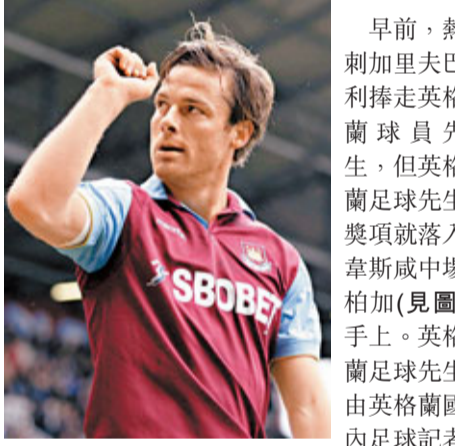 SBOBET
早前，熱
刺加里夫巴
利捧走英格
蘭球員先
生，但英格
蘭足球先生
獎項就落入
韋斯咸中場
柏加(見圖
手上。英格
蘭足球先生
由英格蘭國
內足球記者